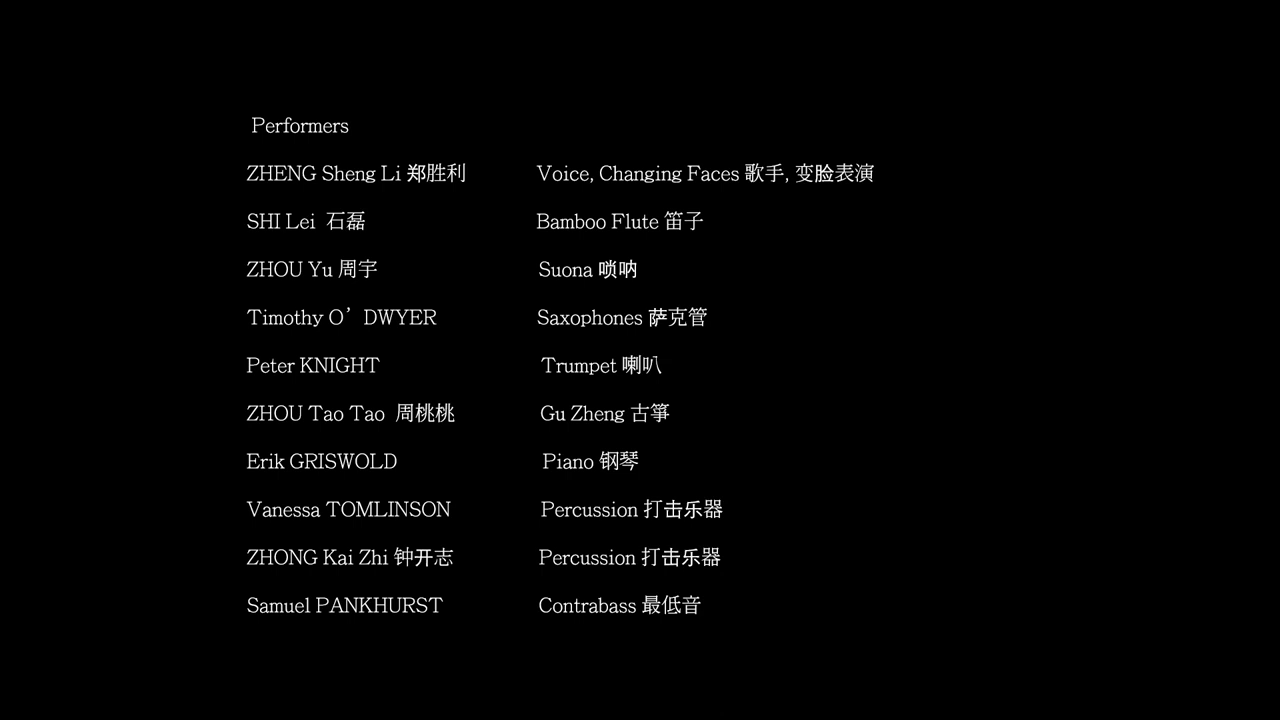 Performers
ZHENG Sheng Li 郑胜利 Voice, Changing Faces 歌手, 变脸表演
SHI Lei 石磊 Bamboo Flute 笛子
ZHOU Yu 周宇 Suona 唢呐
Timothy O’DWYER Saxophones 萨克管
Peter KNIGHT Trumpet 喇叭
ZHOU Tao Tao 周桃桃 Gu Zheng 古箏
Erik GRISWOLD Piano 钢琴
Vanessa TOMLINSON Percussion 打击乐器
ZHONG Kai Zhi 钟开志 Percussion 打击乐器
Samuel PANKHURST Contrabass 最低音